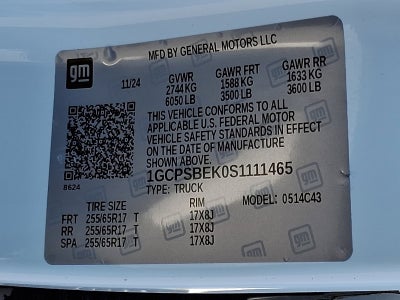 MFD BY GENERAL MOTORS LLC
gm
11/24
GVWR GAWR FRT GAWR RR
2744 KG 1588 KG 1633 KG
6050 LB 3500 LB 3600 LB
THIS VEHICLE CONFORMS TO ALL
APPLICABLE U.S. FEDERAL MOTOR
VEHICLE SAFETY STANDARDS IN EFFECT
ON THE DATE OF MANUFACTURE
SHOWN ABOVE.
8624
1GCPSBEK0S1111465
TYPE: TRUCK MODEL: 0514C43
TIRE SIZE RIM
FRT 255/65R17 T 17X8J
RR 255/65R17 T 17X8J
SPA 255/65R17 T 17X8J